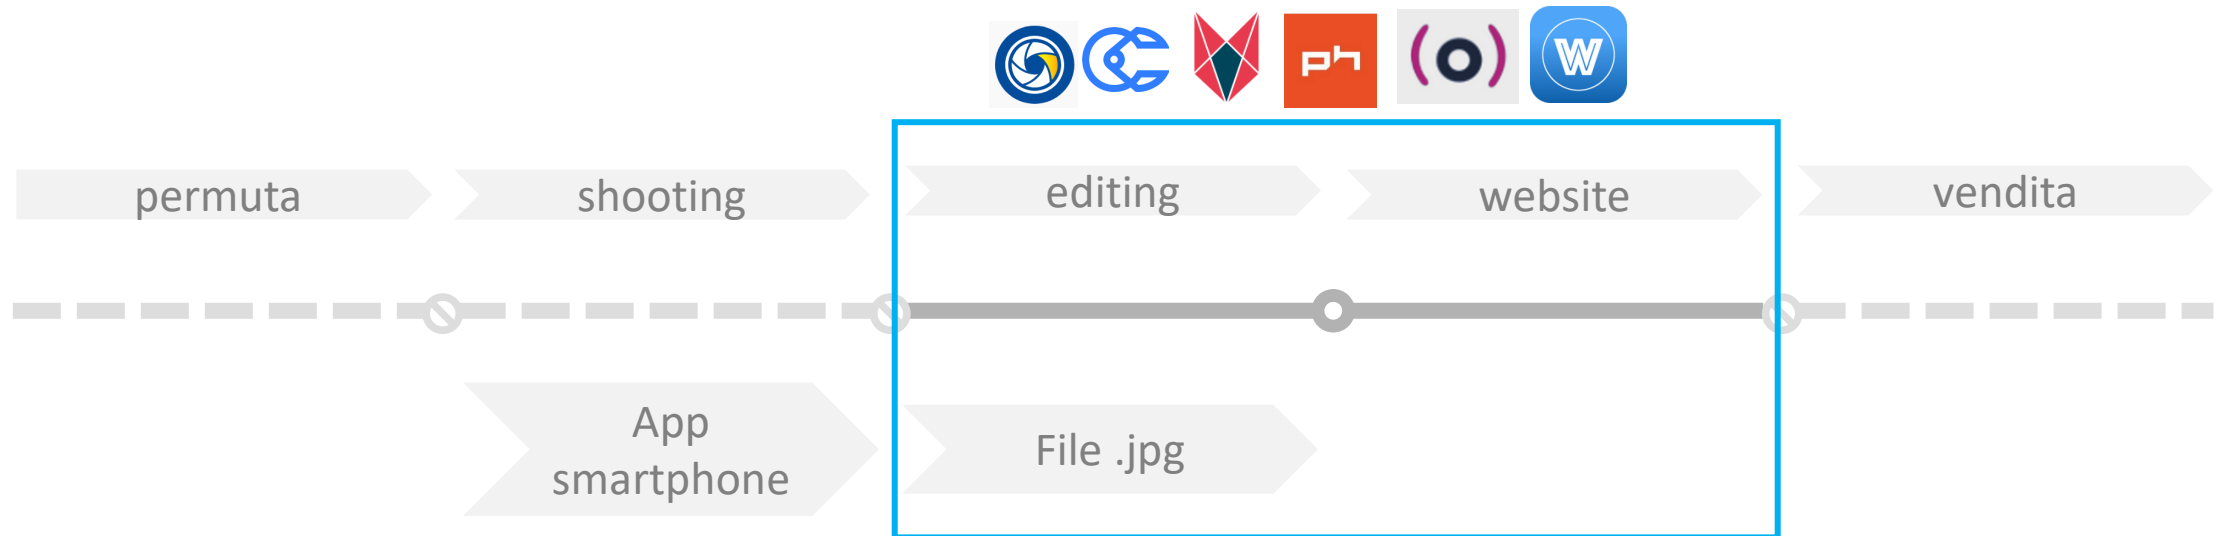 ph
(o)
W
permuta
shooting
editing
website
vendita
App
smartphone
File .jpg